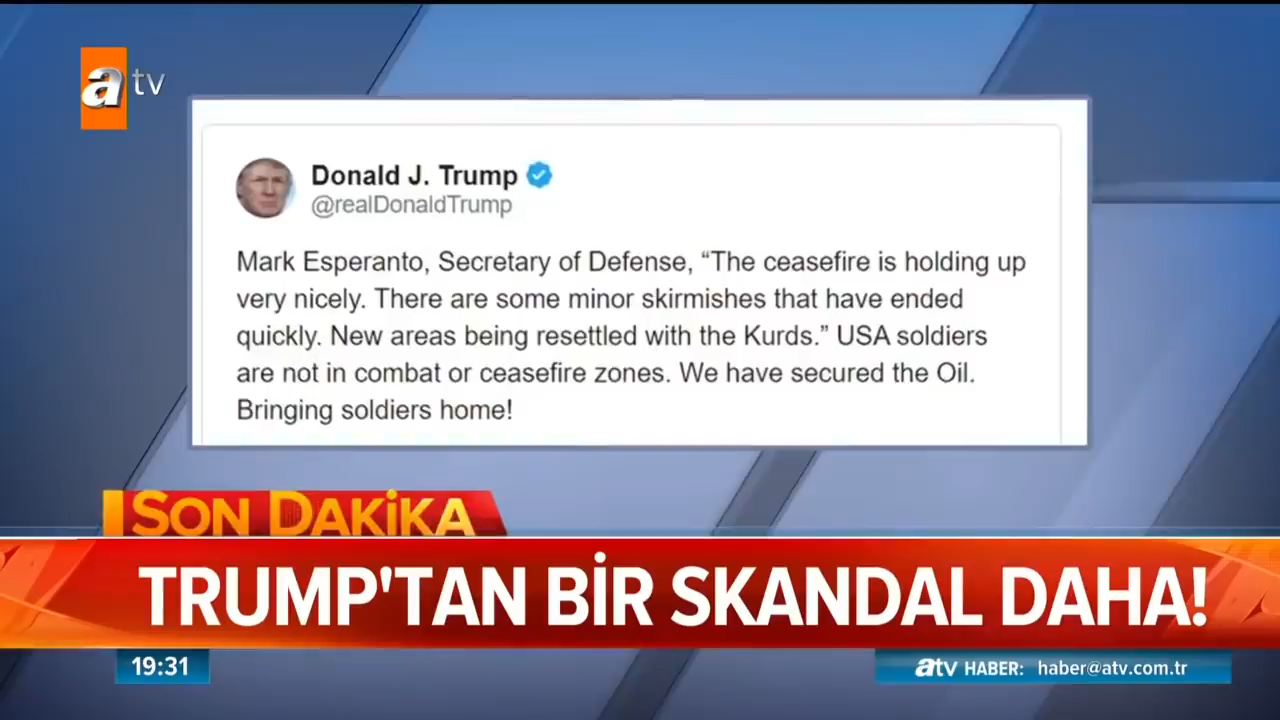 a tv
Donald J. Trump
@realDonaldTrump
Mark Esperanto, Secretary of Defense, “The ceasefire is holding up
very nicely. There are some minor skirmishes that have ended
quickly. New areas being resettled with the Kurds.” USA soldiers
are not in combat or ceasefire zones. We have secured the Oil.
Bringing soldiers home!
SON DAKİKA
TRUMP'TAN BİR SKANDAL DAHA!
19:31
atv HABER: haber@atv.com.tr